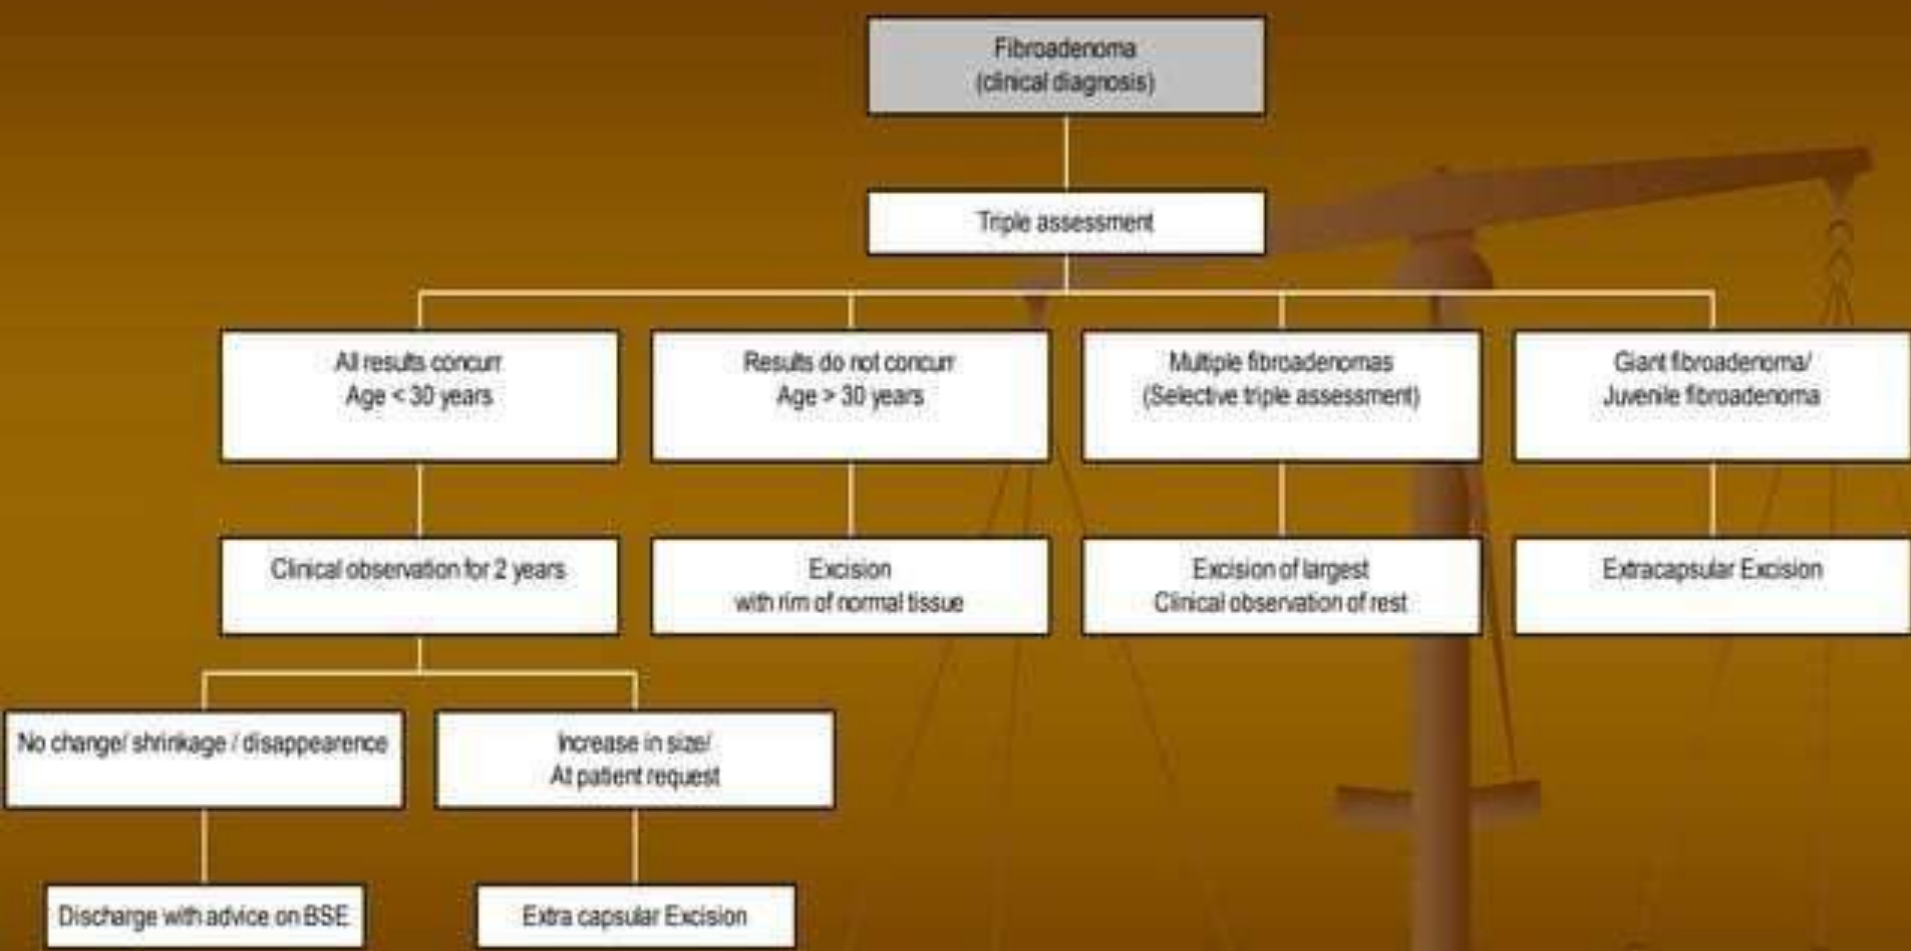 Fibroadenoma
(clinical diagnosis)
Triple assessment
All results concurr
Age < 30 years
Results do not concurr
Age > 30 years
Multiple fibroadenomas
(Selective triple assessment)
Giant fibroadenoma/
Juvenile fibroadenoma
Clinical observation for 2 years
Excision
with rim of normal tissue
Excision of largest
Clinical observation of rest
Extracapsular Excision
No change/ shrinkage / disappearence
Increase in size/
At patient request
Discharge with advice on BSE
Extra capsular Excision